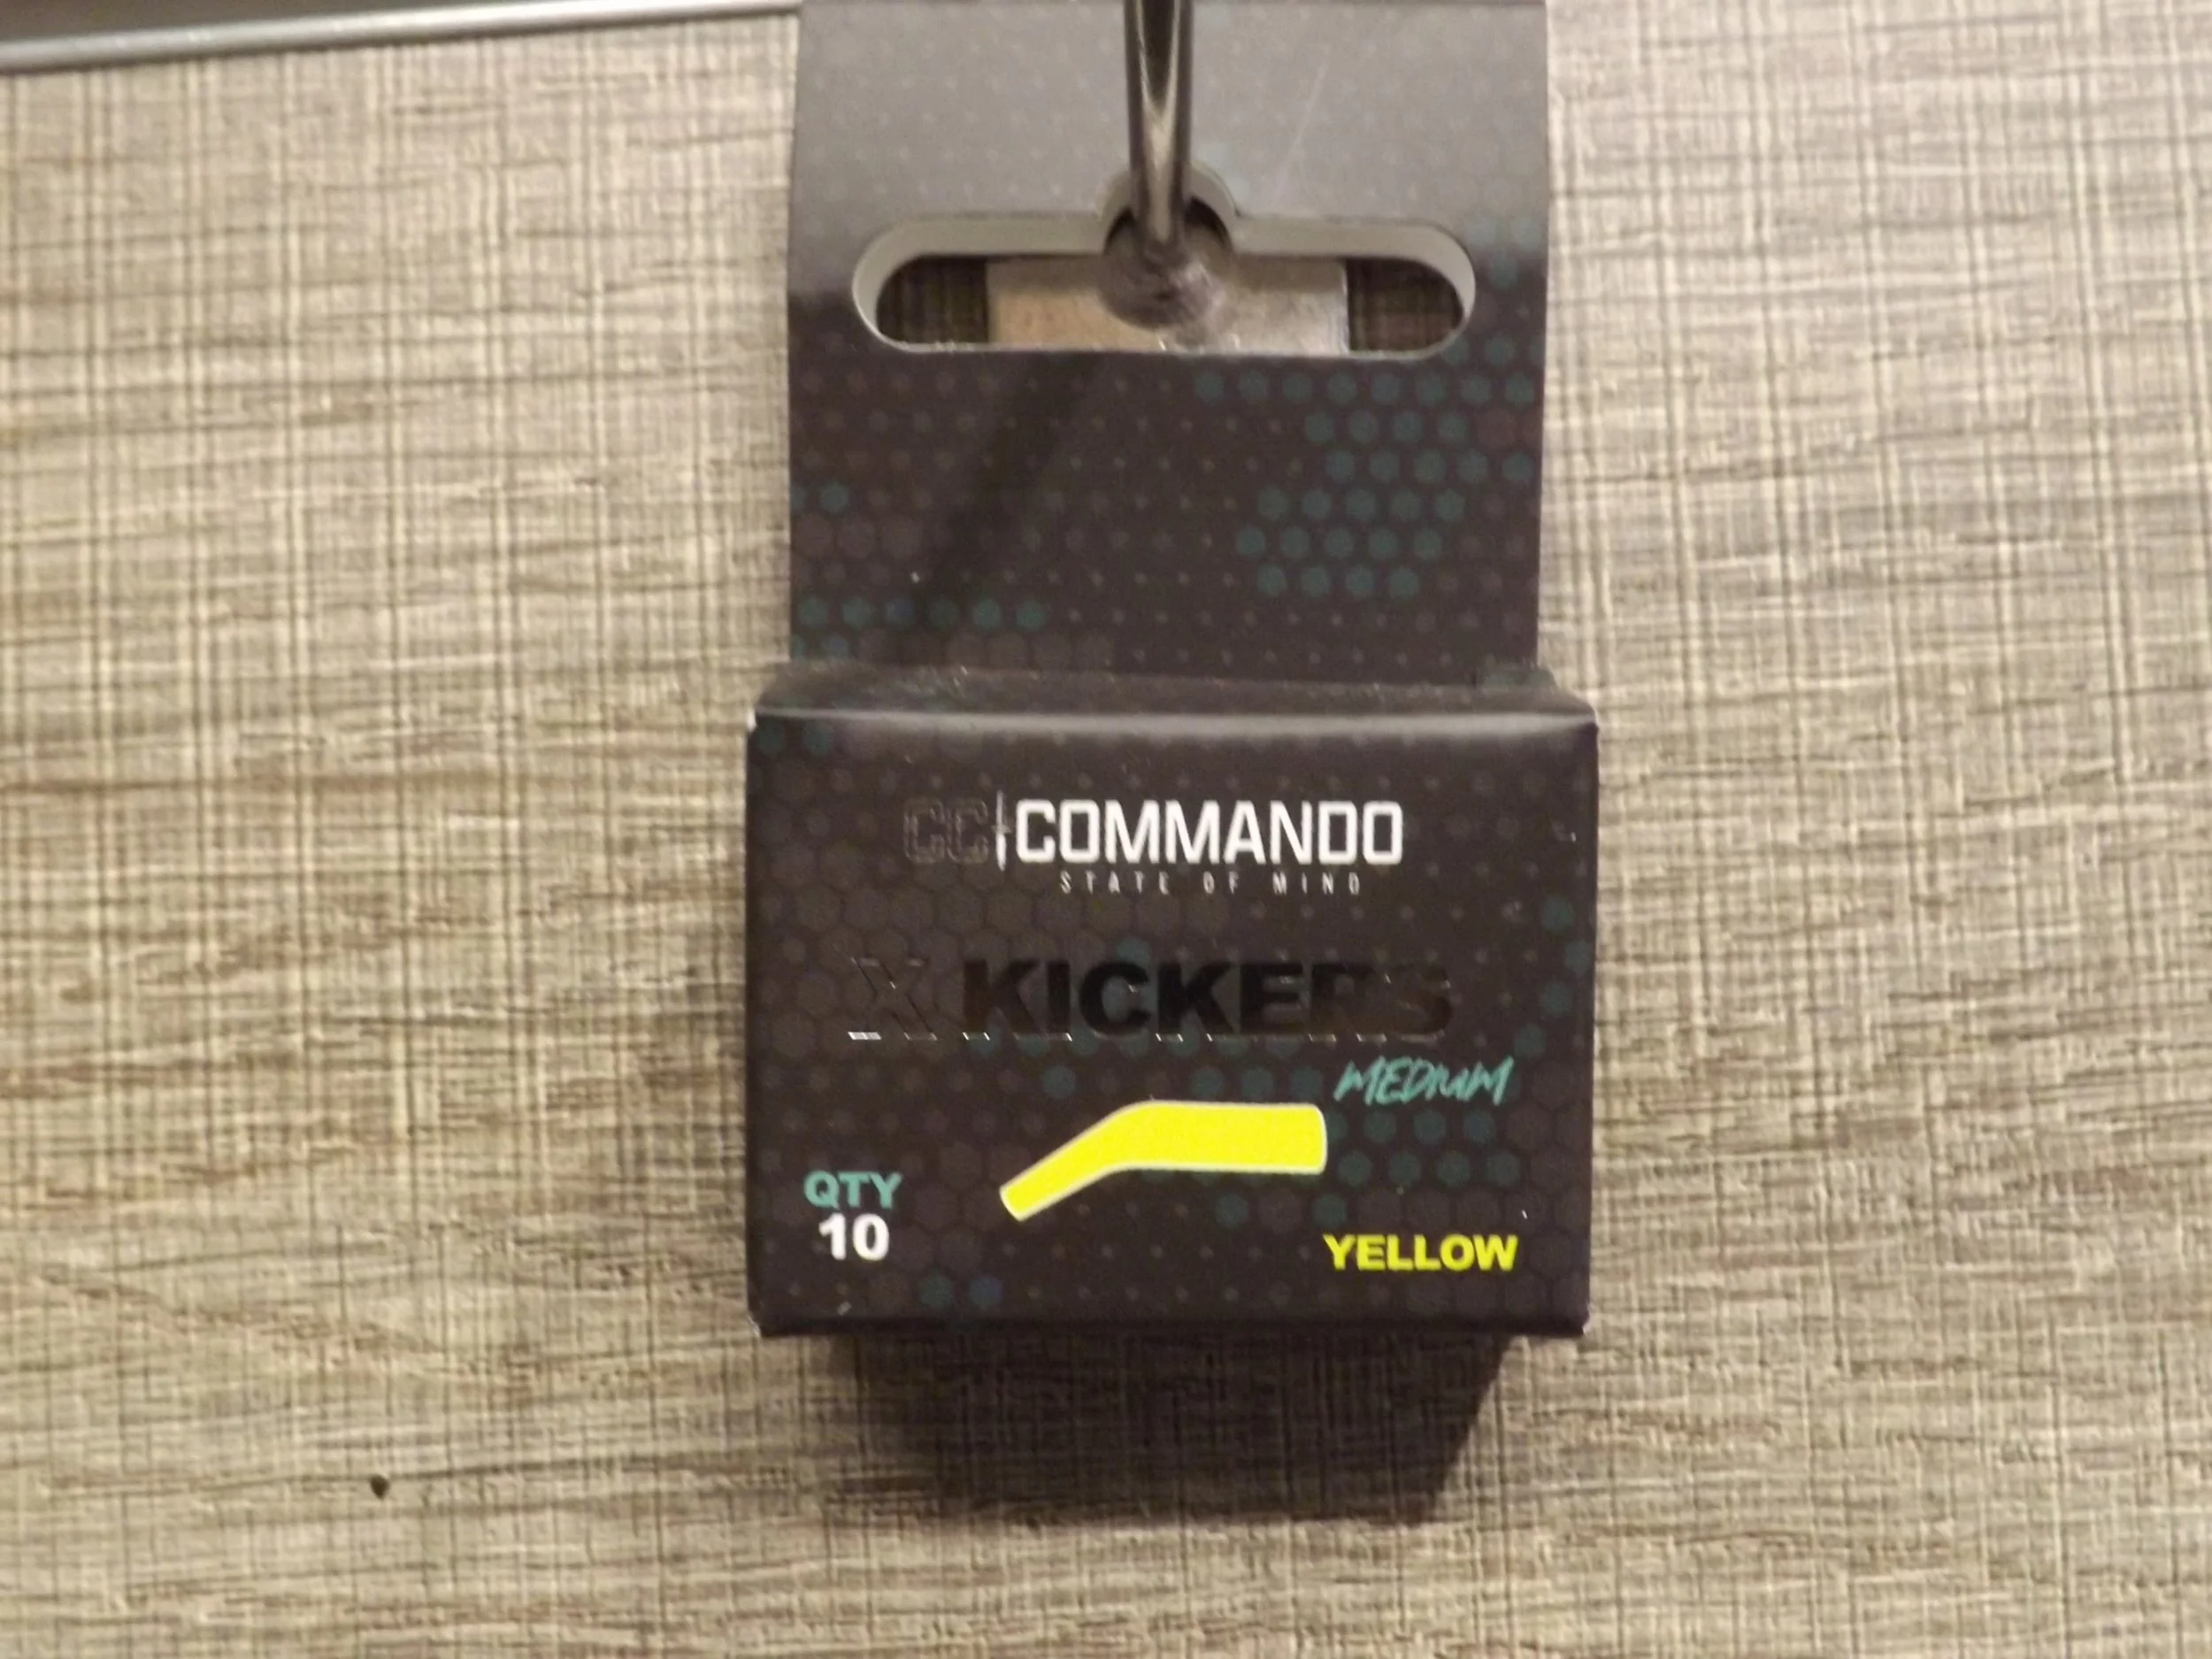 CC COMMANDO
STATE OF MIND
X KICKERS
MEDIUM
QTY
10
YELLOW